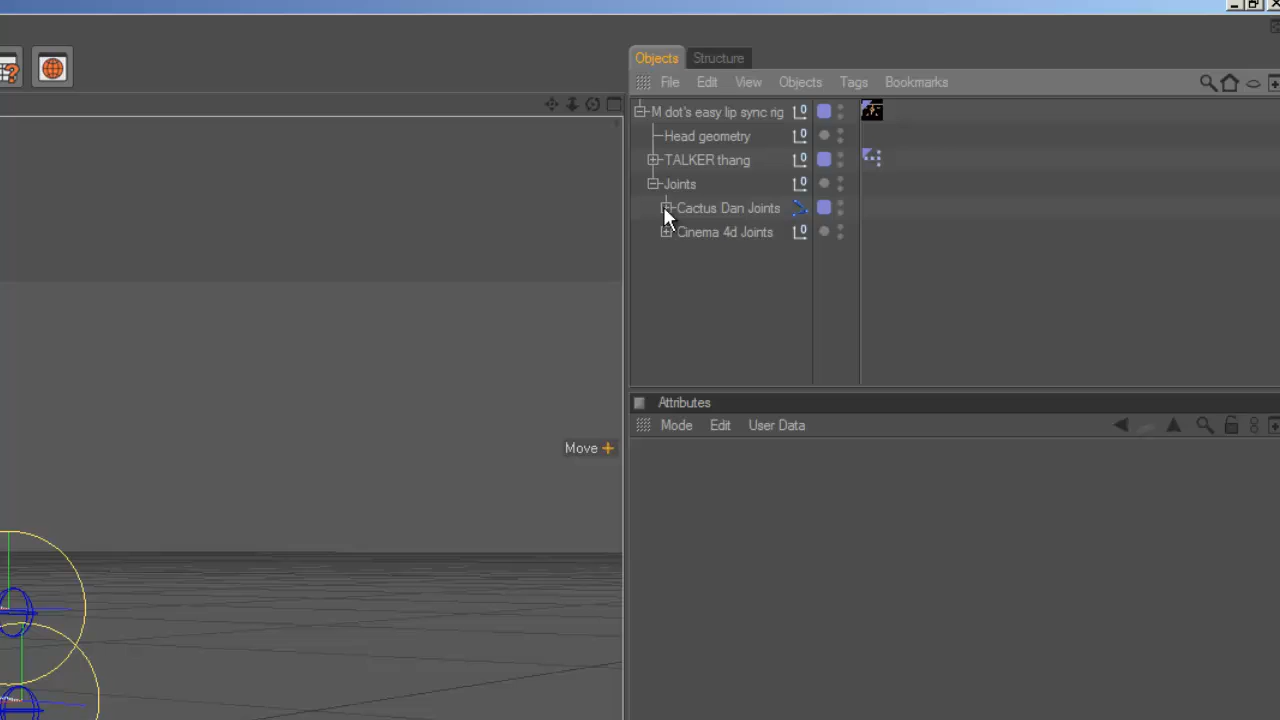 Objects Structure
File Edit View Objects Tags Bookmarks
M dot's easy lip sync rig
Head geometry
TALKER thang
Joints
Cactus Dan Joints
Cinema 4d Joints
Attributes
Mode Edit User Data
Move